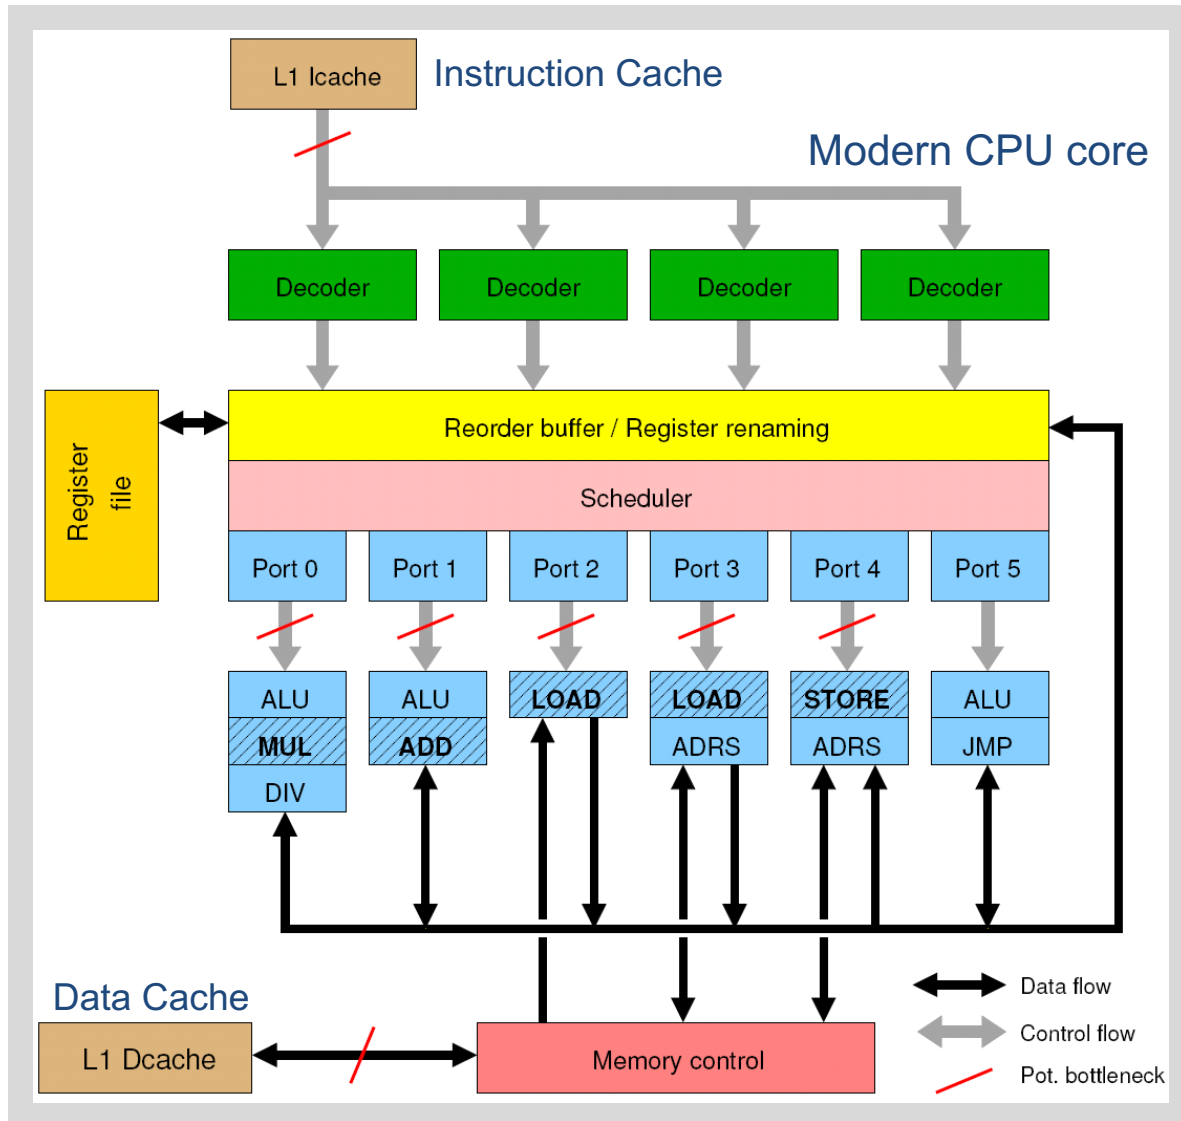 L1 Icache
Instruction Cache
Modern CPU core
Decoder
Decoder
Decoder
Decoder
Register
file
Reorder buffer / Register renaming
Scheduler
Port 0
Port 1
Port 2
Port 3
Port 4
Port 5
ALU
MUL
DIV
ALU
ADD
LOAD
LOAD
ADRS
STORE
ADRS
ALU
JMP
Data Cache
L1 Dcache
Memory control
Data flow
Control flow
Pot. bottleneck